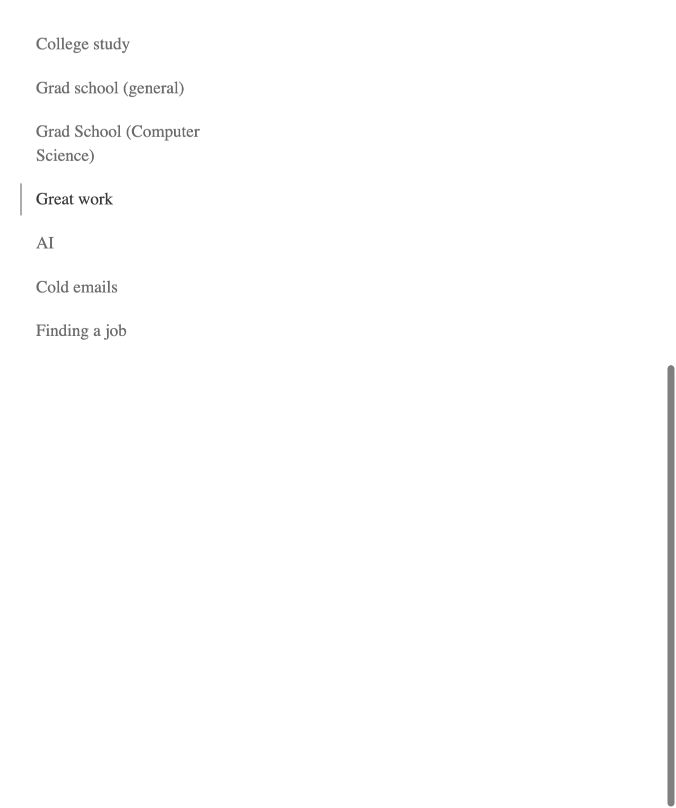 College study
Grad school (general)
Grad School (Computer
Science)
Great work
AI
Cold emails
Finding a job